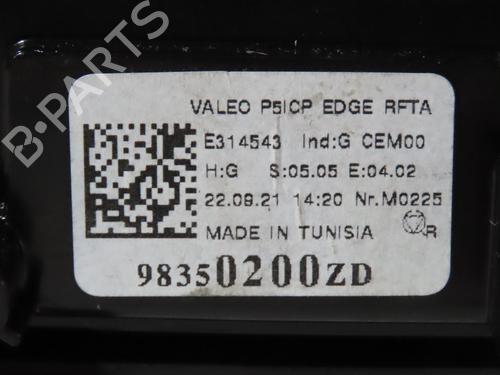 B-PARTS
VALEO P5ICP EDGE RFTA
E314543 Ind:G CEM00
H:G S:05.05 E:04.02
22.09.21 14:20 Nr.M0225
MADE IN TUNISIA R
98350200ZD